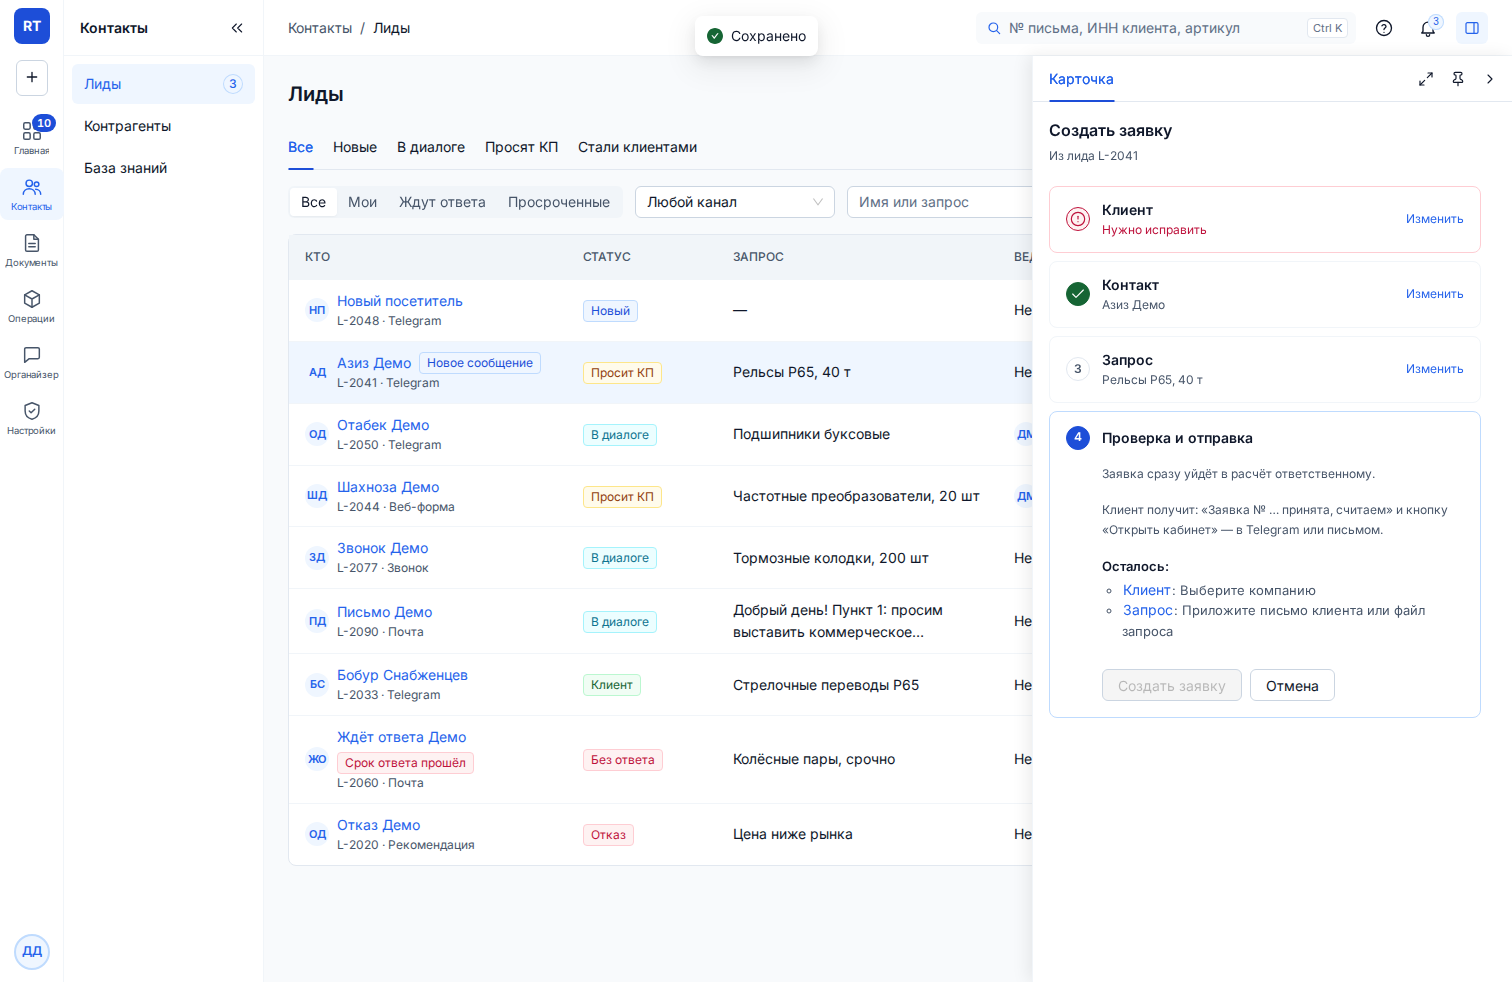 RT
Контакты
Контакты / Лиды
Сохранено
№ письма, ИНН клиента, артикул
Ctrl K
3
10
Главная
Контакты
Документы
Операции
Органайзер
Настройки
ДД
Лиды
3
Контрагенты
База знаний
Лиды
Все
Новые
В диалоге
Просят КП
Стали клиентами
Все
Мои
Ждут ответа
Просроченные
Любой канал
Имя или запрос
КТО
СТАТУС
ЗАПРОС
НП
Новый посетитель
L-2048 · Telegram
Новый
—
Не
АД
Азиз Демо
Новое сообщение
L-2041 · Telegram
Просит КП
Рельсы Р65, 40 т
Не
ОД
Отабек Демо
L-2050 · Telegram
В диалоге
Подшипники буксовые
ШД
Шахноза Демо
L-2044 · Веб-форма
Просит КП
Частотные преобразователи, 20 шт
ЗД
Звонок Демо
L-2077 · Звонок
В диалоге
Тормозные колодки, 200 шт
Не
ПД
Письмо Демо
L-2090 · Почта
В диалоге
Добрый день! Пункт 1: просим
выставить коммерческое...
Не
БС
Бобур Снабженцев
L-2033 · Telegram
Клиент
Стрелочные переводы Р65
Не
ЖО
Ждёт ответа Демо
Срок ответа прошёл
L-2060 · Почта
Без ответа
Колёсные пары, срочно
Не
ОД
Отказ Демо
L-2020 · Рекомендация
Отказ
Цена ниже рынка
Не
Карточка
Создать заявку
Из лида L-2041
Клиент
Нужно исправить
Изменить
Контакт
Азиз Демо
Изменить
3
Запрос
Рельсы Р65, 40 т
Изменить
4
Проверка и отправка
Заявка сразу уйдёт в расчёт ответственному.
Клиент получит: «Заявка № ... принята, считаем» и кнопку
«Открыть кабинет» — в Telegram или письмом.
Осталось:
Клиент: Выберите компанию
Запрос: Приложите письмо клиента или файл
запроса
Создать заявку
Отмена